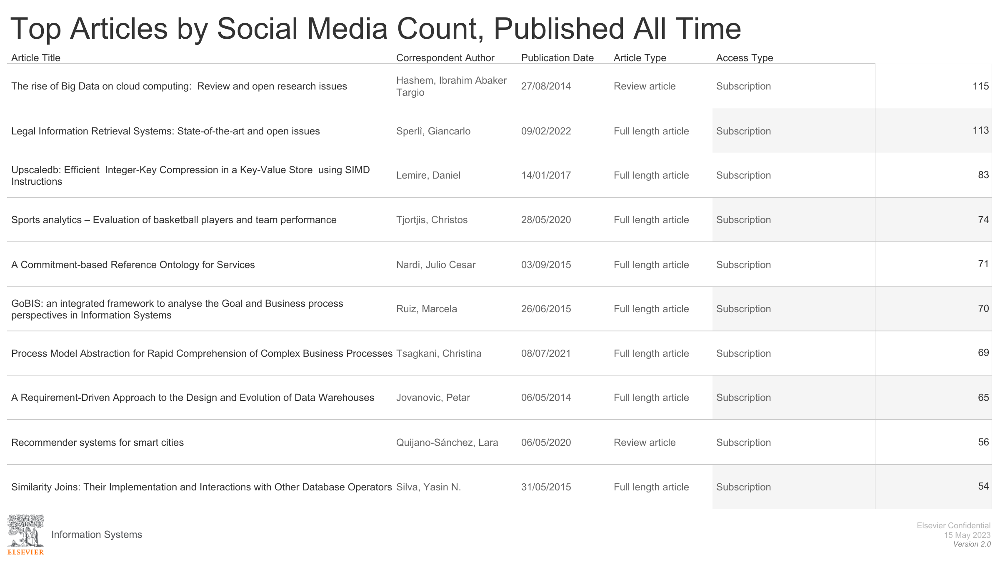 Top Articles by Social Media Count, Published All Time
Article Title Correspondent Author Publication Date Article Type Access Type
The rise of Big Data on cloud computing:  Review and open research issues Hashem, Ibrahim Abaker Targio 27/08/2014 Review article Subscription 115
Legal Information Retrieval Systems: State-of-the-art and open issues Sperlì, Giancarlo 09/02/2022 Full length article Subscription 113
Upscaledb: Efficient  Integer-Key Compression in a Key-Value Store  using SIMD Instructions Lemire, Daniel 14/01/2017 Full length article Subscription 83
Sports analytics – Evaluation of basketball players and team performance Tjortjis, Christos 28/05/2020 Full length article Subscription 74
A Commitment-based Reference Ontology for Services Nardi, Julio Cesar 03/09/2015 Full length article Subscription 71
GoBIS: an integrated framework to analyse the Goal and Business process perspectives in Information Systems Ruiz, Marcela 26/06/2015 Full length article Subscription 70
Process Model Abstraction for Rapid Comprehension of Complex Business Processes Tsagkani, Christina 08/07/2021 Full length article Subscription 69
A Requirement-Driven Approach to the Design and Evolution of Data Warehouses Jovanovic, Petar 06/05/2014 Full length article Subscription 65
Recommender systems for smart cities Quijano-Sánchez, Lara 06/05/2020 Review article Subscription 56
Similarity Joins: Their Implementation and Interactions with Other Database Operators Silva, Yasin N. 31/05/2015 Full length article Subscription 54
ELSEVIER
Information Systems
Elsevier Confidential
15 May 2023
Version 2.0